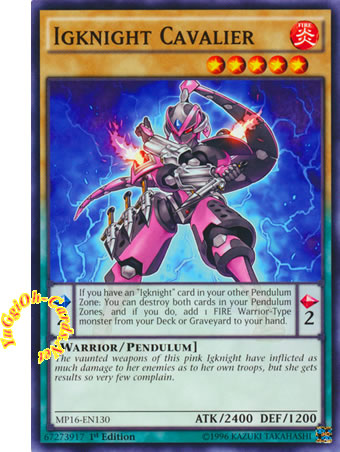 IGKNIGHT CAVALIER
FIRE
炎
If you have an "Igknight" card in your other Pendulum
Zone: You can destroy both cards in your Pendulum
Zones, and if you do, add 1 FIRE Warrior-Type
monster from your Deck or Graveyard to your hand.
2
[WARRIOR/PENDULUM]
The vaunted weapons of this pink Igknight have inflicted as
much damage to her enemies as to her own troops, but she gets
results so very few complain.
MP16-EN130
ATK/2400 DEF/1200
67273917 1st Edition
©1996 KAZUKI TAKAHASHI
YuGiOh-Cards.Net